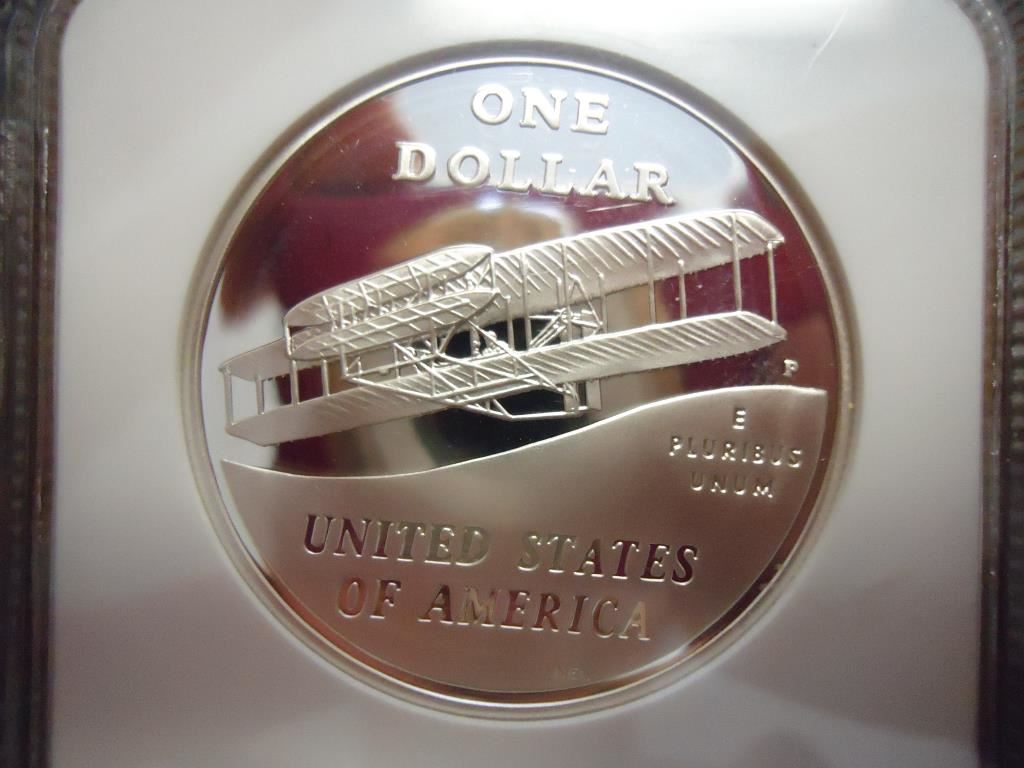 ONE
DOLLAR
P
E
PLURIBUS
UNUM
UNITED STATES
OF AMERICA